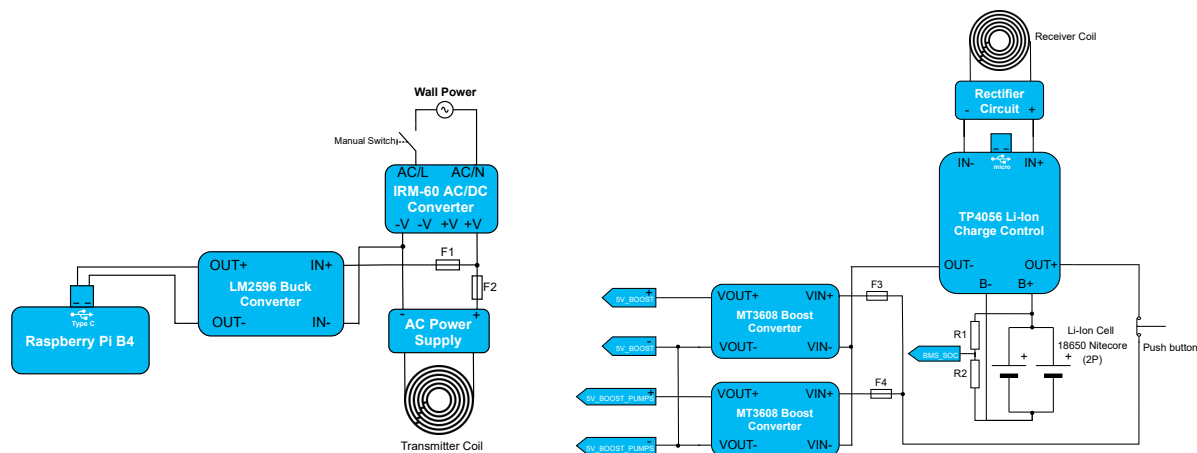 Wall Power
Manual Switch
AC/L AC/N
IRM-60 AC/DC
Converter
-V -V +V +V
F1
F2
OUT+ IN+
LM2596 Buck
Converter
OUT- IN-
Type C
Raspberry Pi B4
- +
AC Power
Supply
Transmitter Coil
Receiver Coil
Rectifier
Circuit
- +
IN- IN+
micro
TP4056 Li-Ion
Charge Control
OUT- OUT+
B- B+
F3
5V_BOOST +
VOUT+ VIN+
MT3608 Boost
Converter
5V_BOOST -
VOUT- VIN-
R1
R2
BMS_SOC
+ +
Li-Ion Cell
18650 Nitecore
(2P)
Push button
F4
5V_BOOST_PUMPS +
VOUT+ VIN+
MT3608 Boost
Converter
5V_BOOST_PUMPS -
VOUT- VIN-